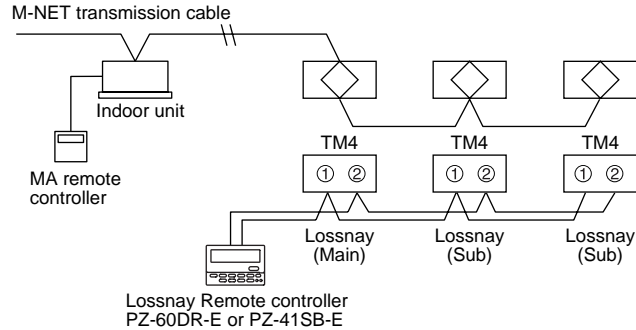 M-NET transmission cable
Indoor unit
MA remote
controller
TM4 TM4 TM4
① ② ① ② ① ②
Lossnay Lossnay Lossnay
(Main) (Sub) (Sub)
Lossnay Remote controller
PZ-60DR-E or PZ-41SB-E